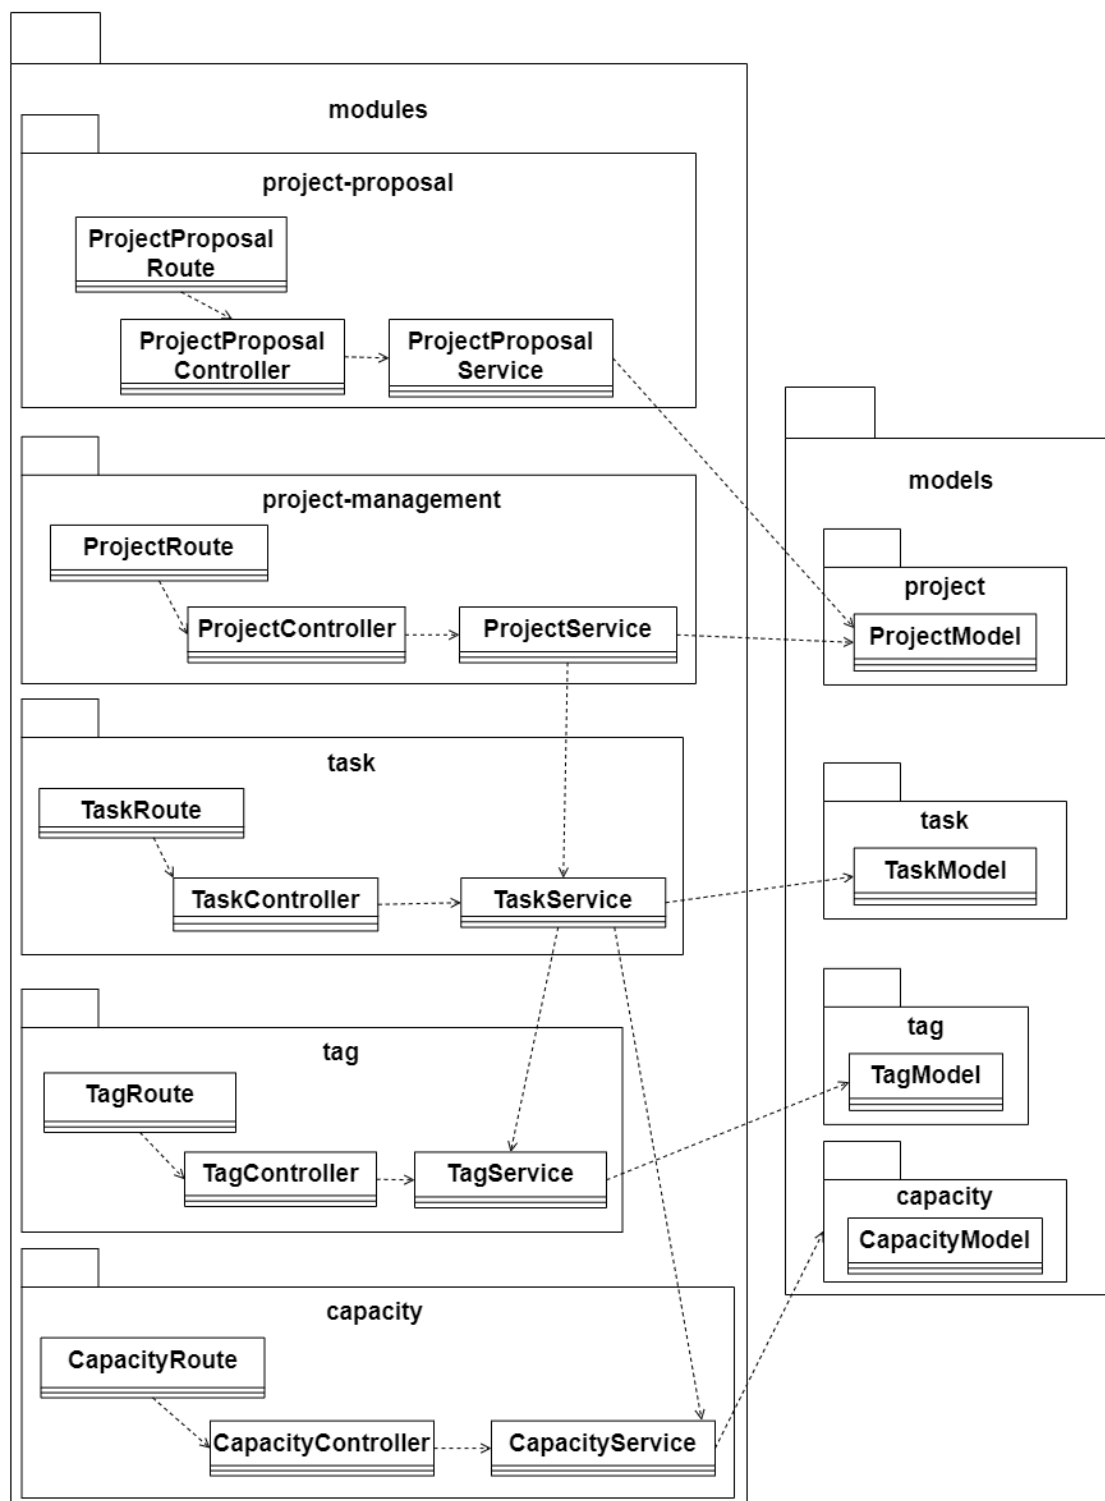 modules
project-proposal
ProjectProposal
Route
ProjectProposal
Controller
ProjectProposal
Service
project-management
ProjectRoute
ProjectController
ProjectService
task
TaskRoute
TaskController
TaskService
tag
TagRoute
TagController
TagService
capacity
CapacityRoute
CapacityController
CapacityService
models
project
ProjectModel
task
TaskModel
tag
TagModel
capacity
CapacityModel